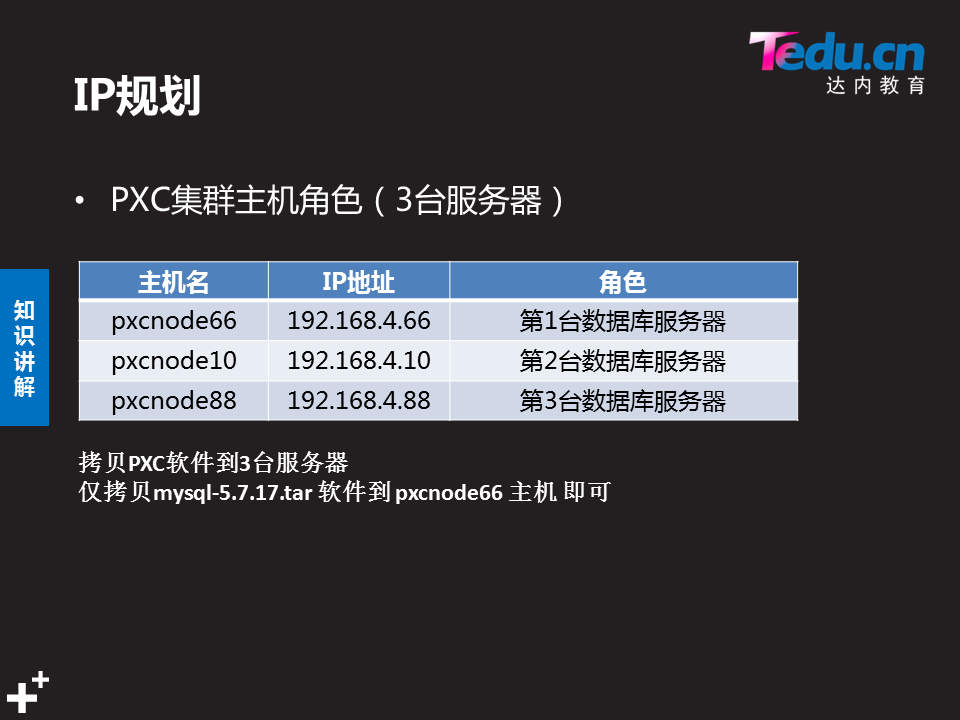 Tedu.cn
达内教育
IP规划
• PXC集群主机角色（3台服务器）
主机名 IP地址 角色
pxcnode66 192.168.4.66 第1台数据库服务器
pxcnode10 192.168.4.10 第2台数据库服务器
pxcnode88 192.168.4.88 第3台数据库服务器
知识讲解
拷贝PXC软件到3台服务器
仅拷贝mysql-5.7.17.tar 软件到 pxcnode66 主机 即可